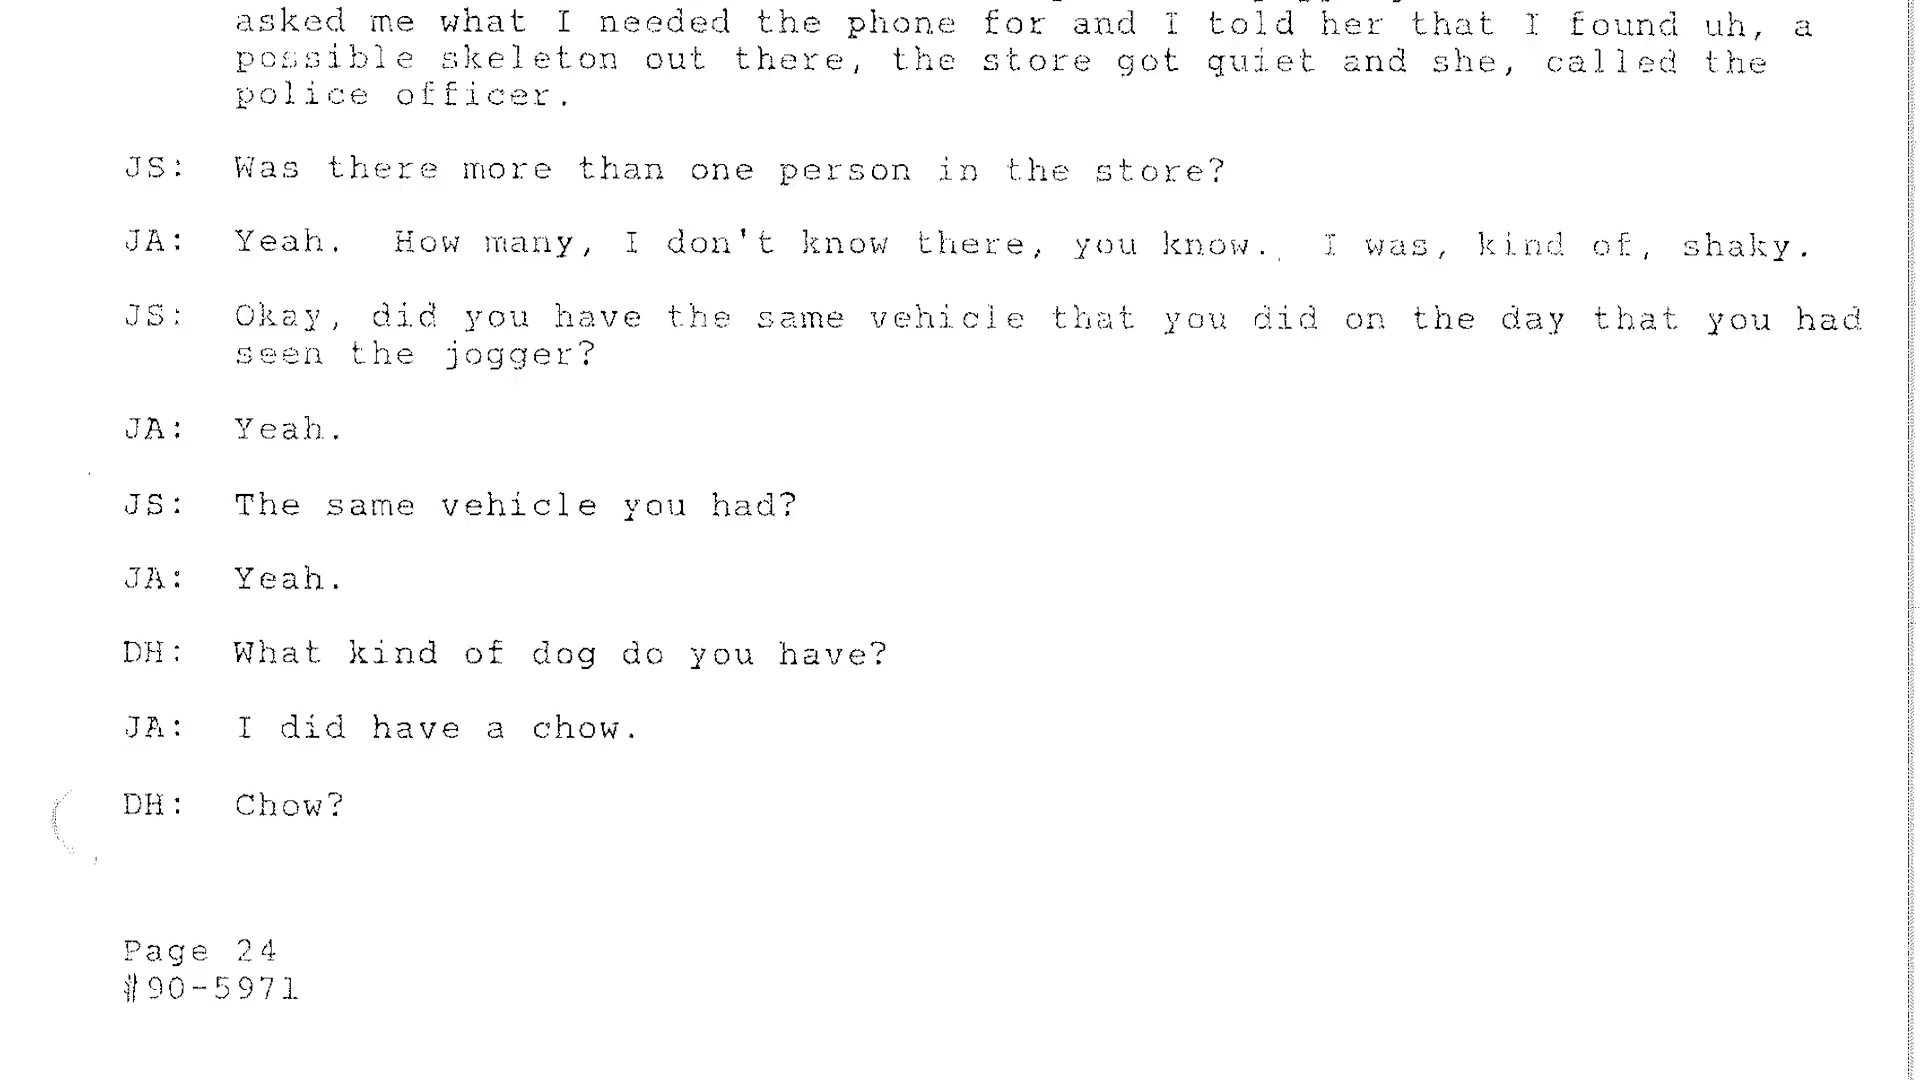 asked me what I needed the phone for and I told her that I found uh, a
possible skeleton out there, the store got quiet and she, called the
police officer.
JS: Was there more than one person in the store?
JA: Yeah. How many, I don't know there, you know. I was, kind of, shaky.
JS: Okay, did you have the same vehicle that you did on the day that you had
seen the jogger?
JA: Yeah.
JS: The same vehicle you had?
JA: Yeah.
DH: What kind of dog do you have?
JA: I did have a chow.
DH: Chow?
Page 24
#90-5971